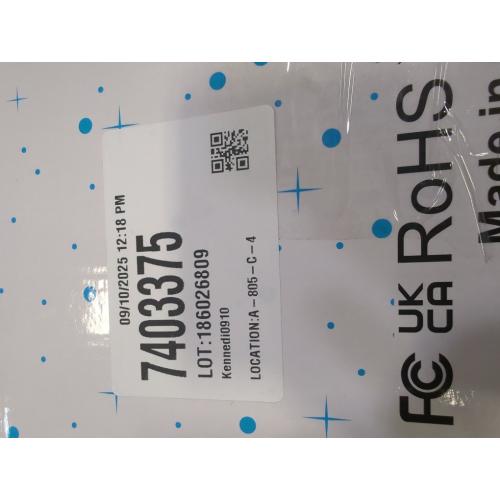 09/10/2025 12:18 PM
7403375
LOT:186026809
Kennedi0910
LOCATION:A-805-C-4
FC
UK
CA
RoHS
Made in